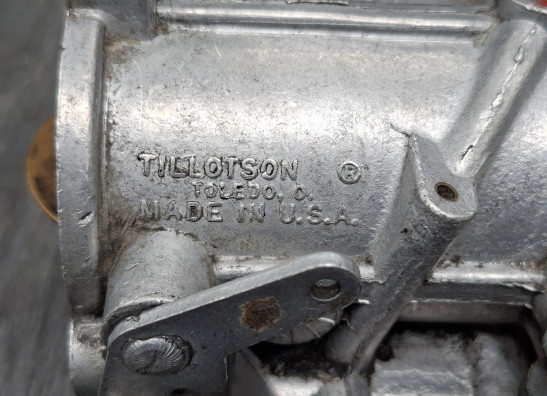 TILLOTSON ®
TOLEDO, O.
MADE IN U.S.A.